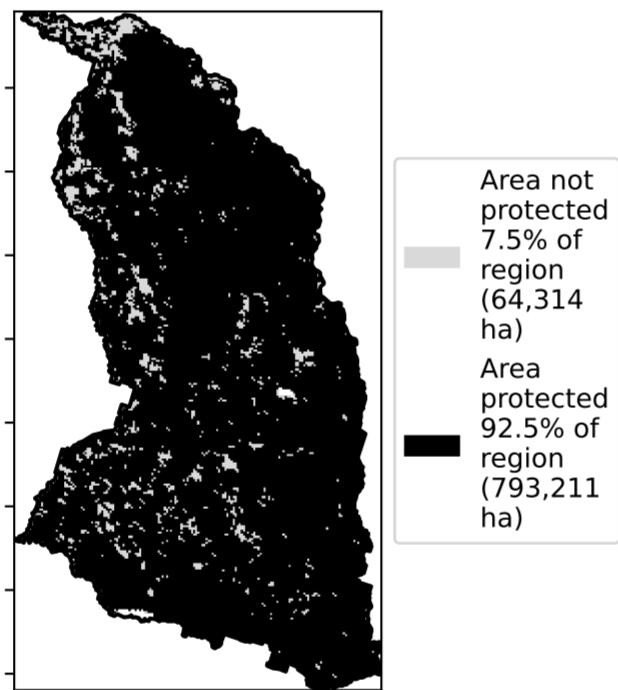 Area not
protected
7.5% of
region
(64,314
ha)
Area
protected
92.5% of
region
(793,211
ha)